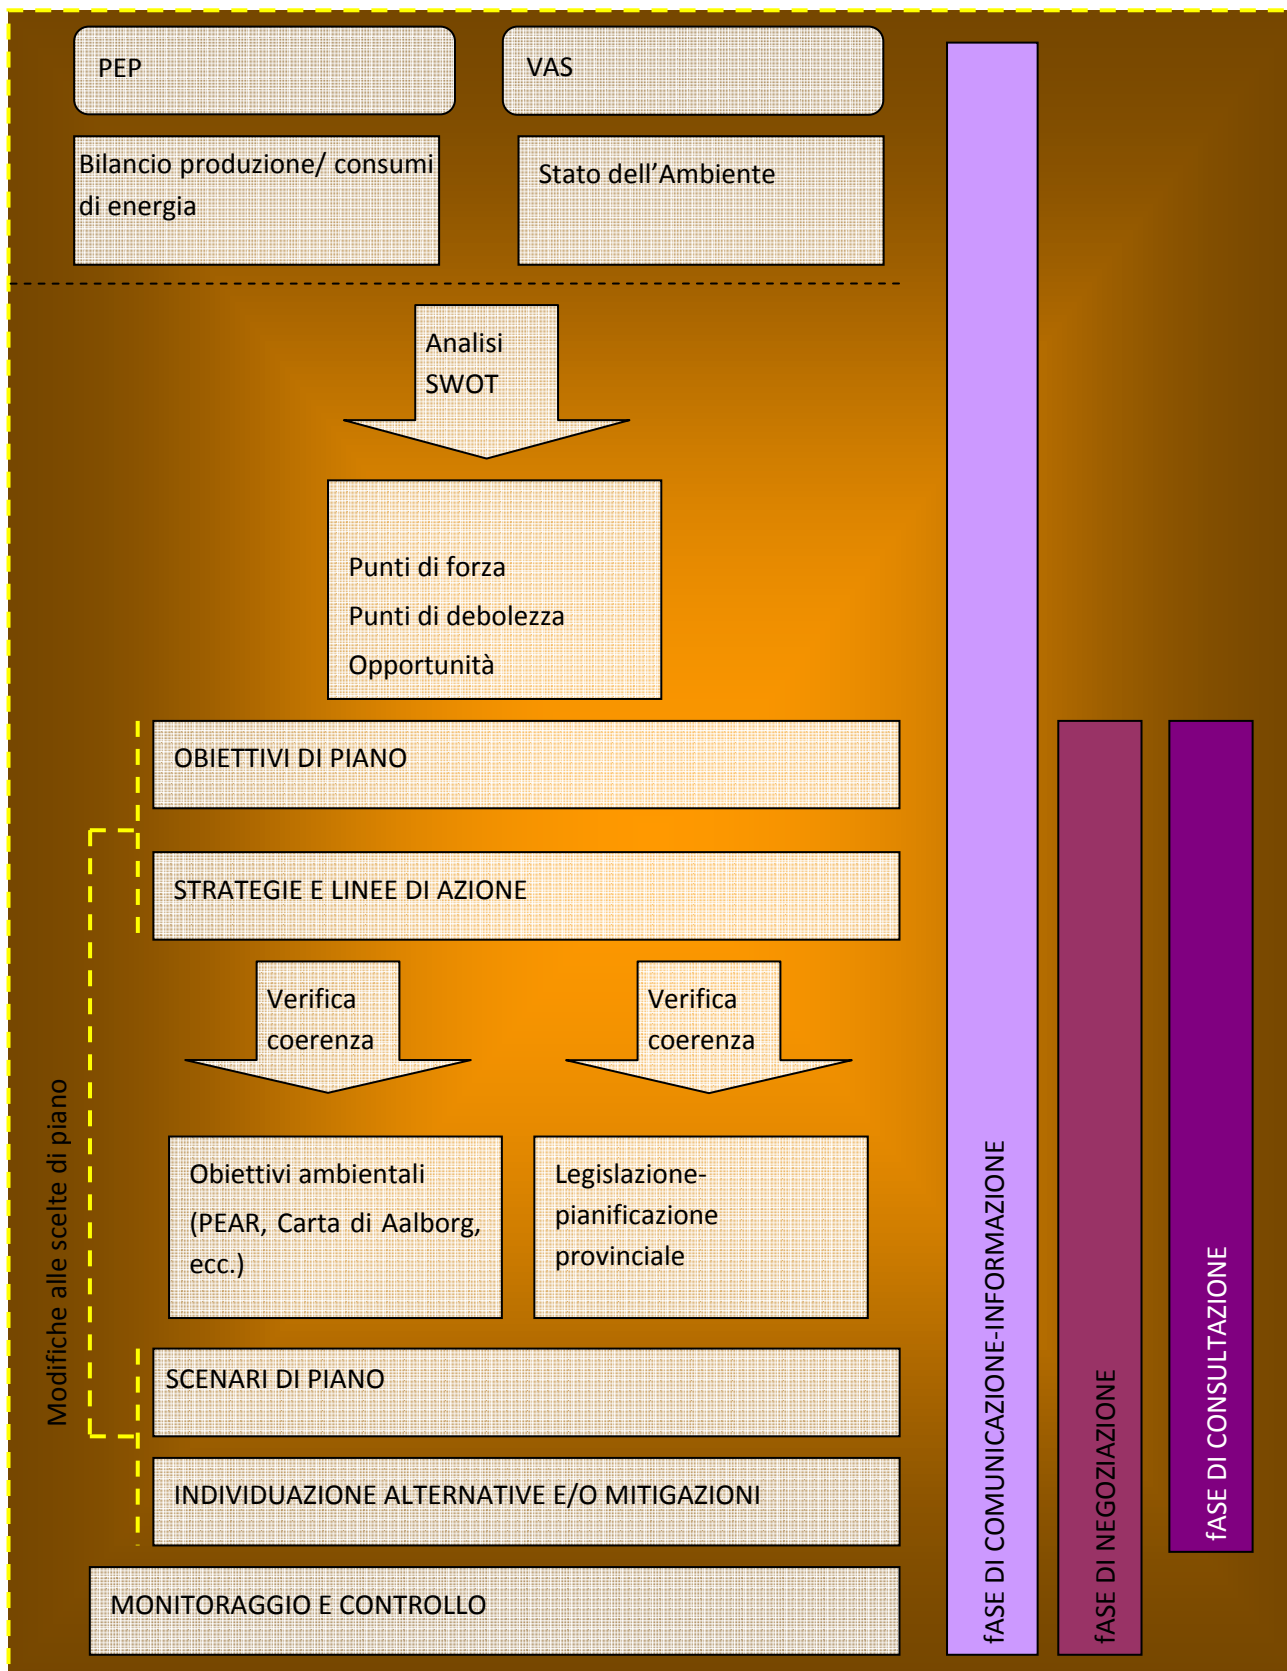 PEP
VAS
Bilancio produzione/ consumi
di energia
Stato dell’Ambiente
Analisi
SWOT
Punti di forza
Punti di debolezza
Opportunità
OBIETTIVI DI PIANO
STRATEGIE E LINEE DI AZIONE
Verifica
coerenza
Verifica
coerenza
Modifiche alle scelte di piano
Obiettivi ambientali
(PEAR, Carta di Aalborg,
ecc.)
Legislazione-
pianificazione
provinciale
SCENARI DI PIANO
INDIVIDUAZIONE ALTERNATIVE E/O MITIGAZIONI
MONITORAGGIO E CONTROLLO
fASE DI COMUNICAZIONE-INFORMAZIONE
fASE DI NEGOZIAZIONE
fASE DI CONSULTAZIONE